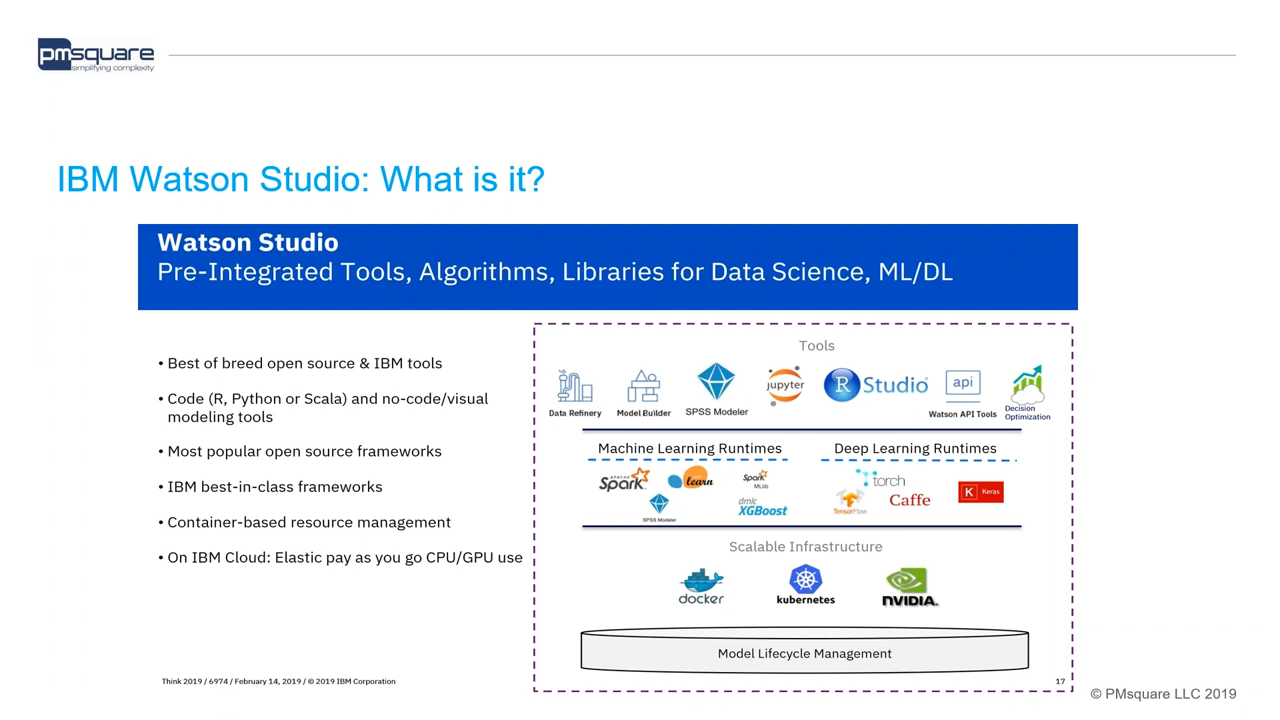 pmsquare
simplifying complexity
IBM Watson Studio: What is it?
Watson Studio
Pre-Integrated Tools, Algorithms, Libraries for Data Science, ML/DL
• Best of breed open source & IBM tools
• Code (R, Python or Scala) and no-code/visual
modeling tools
• Most popular open source frameworks
• IBM best-in-class frameworks
• Container-based resource management
• On IBM Cloud: Elastic pay as you go CPU/GPU use
Tools
Data Refinery
Model Builder
SPSS Modeler
jupyter
R Studio
api
Watson API Tools
Decision
Optimization
Machine Learning Runtimes
Deep Learning Runtimes
APACHE
Spark
learn
Spark
MLlib
SPSS Modeler
dmlc
XGBoost
torch
TensorFlow
Caffe
K Keras
Scalable Infrastructure
docker
kubernetes
NVIDIA.
Model Lifecycle Management
Think 2019 / 6974 / February 14, 2019 / © 2019 IBM Corporation
17
© PMsquare LLC 2019